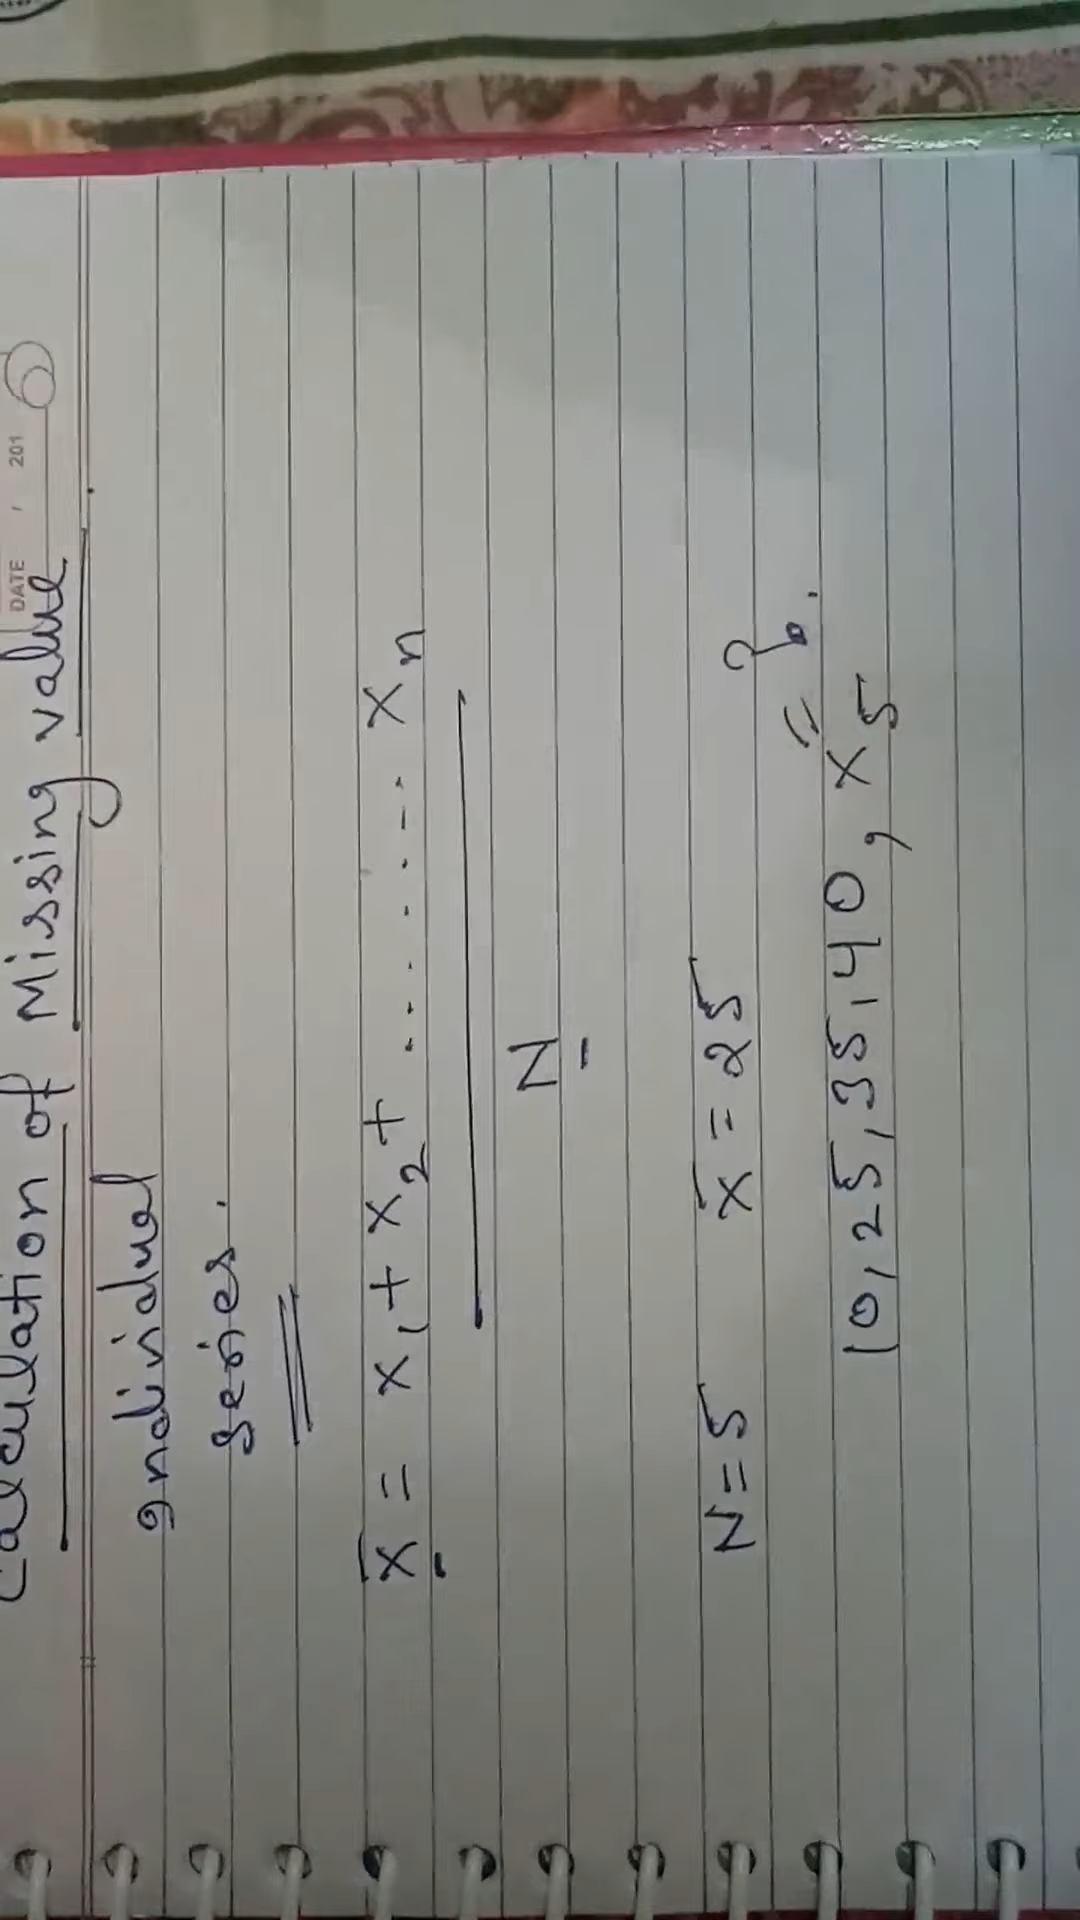 DATE / 201
Calculation of Missing value
Individual
series.
x̄ = x₁ + x₂ + ........ xₙ
N
N = 5 x̄ = 25 ?
10, 25, 35, 40, x₅ = .